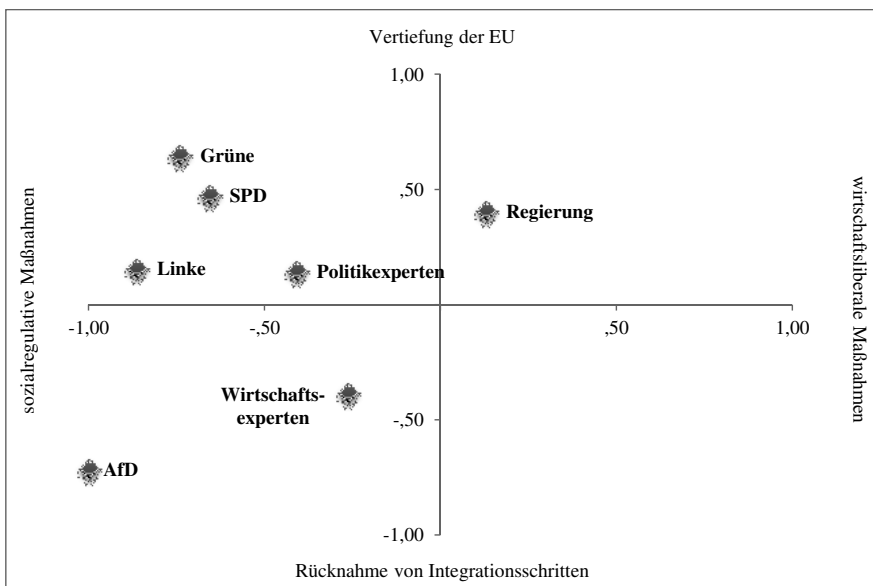 Vertiefung der EU
1,00
Grüne
SPD
,50
Regierung
Linke
Politikexperten
sozialregulative Maßnahmen
wirtschaftsliberale Maßnahmen
-1,00
-,50
,50
1,00
Wirtschafts-
experten
-,50
AfD
-1,00
Rücknahme von Integrationsschritten